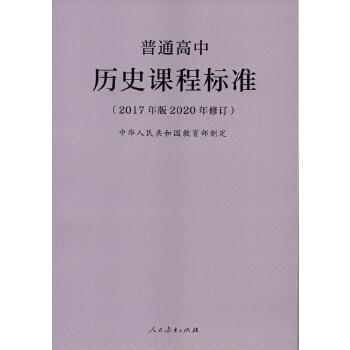 普通高中
历史课程标准
（2017年版2020年修订）
中华人民共和国教育部制定
人民教育出版社